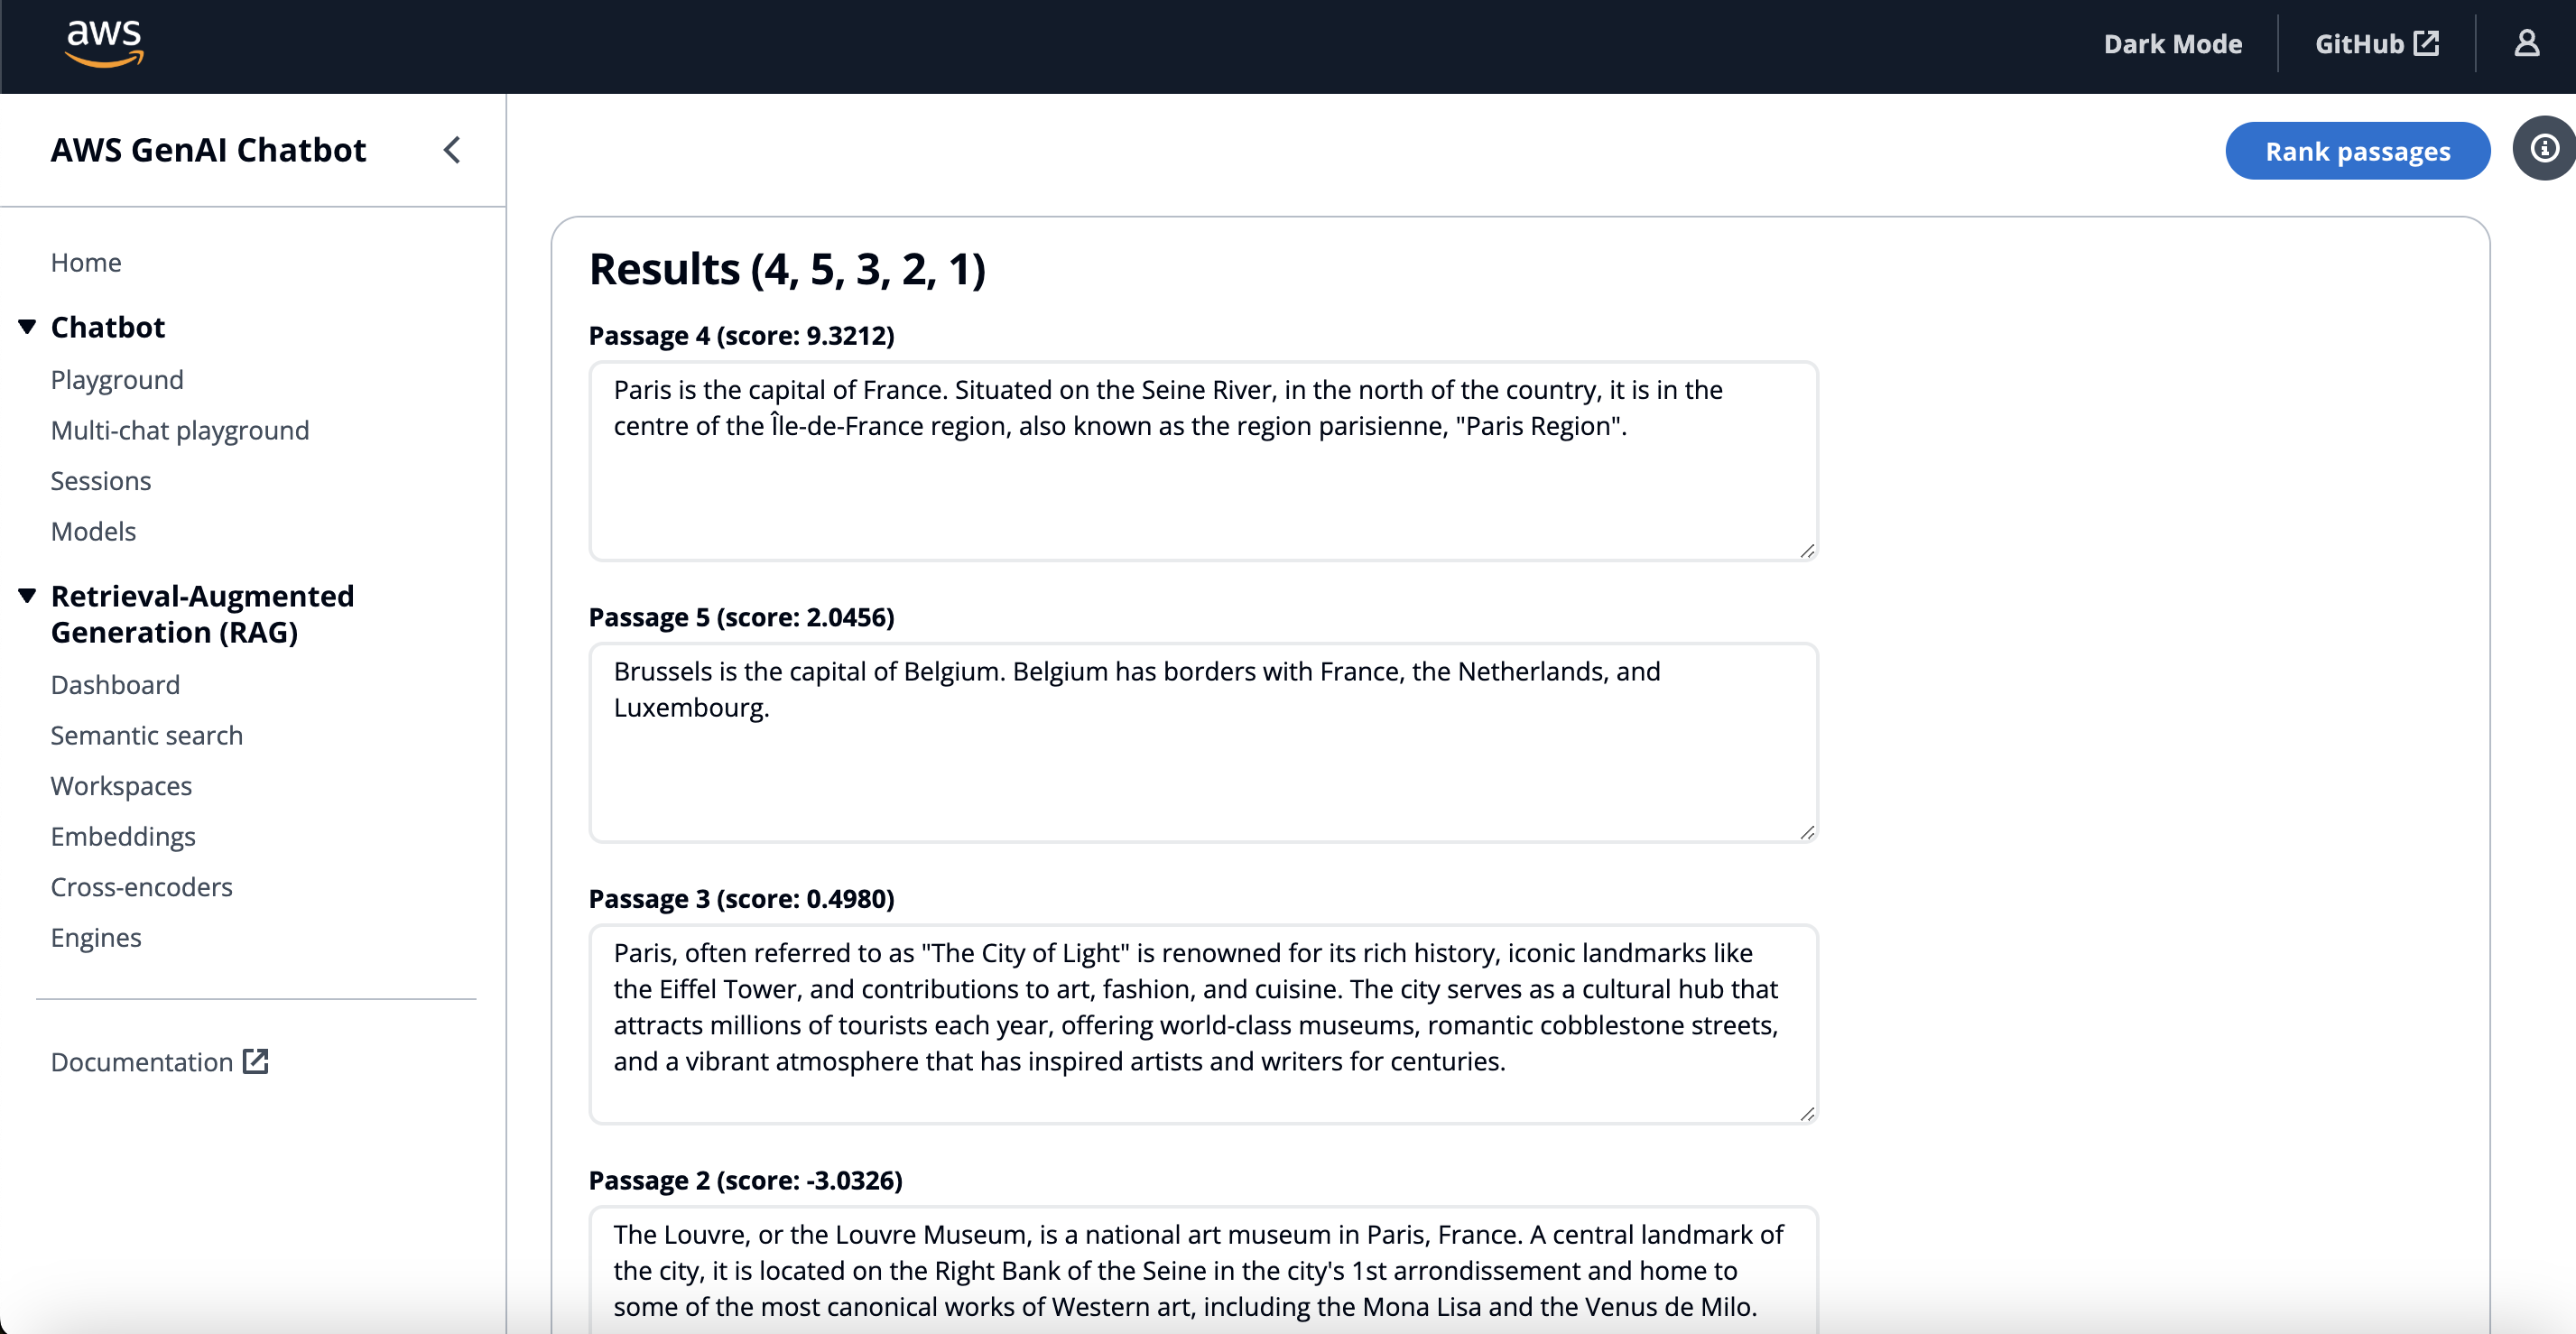 aws
Dark Mode
GitHub
AWS GenAI Chatbot
Rank passages
Home
Chatbot
Playground
Multi-chat playground
Sessions
Models
Retrieval-Augmented
Generation (RAG)
Dashboard
Semantic search
Workspaces
Embeddings
Cross-encoders
Engines
Documentation
Results (4, 5, 3, 2, 1)
Passage 4 (score: 9.3212)
Paris is the capital of France. Situated on the Seine River, in the north of the country, it is in the
centre of the Île-de-France region, also known as the region parisienne, "Paris Region".
Passage 5 (score: 2.0456)
Brussels is the capital of Belgium. Belgium has borders with France, the Netherlands, and
Luxembourg.
Passage 3 (score: 0.4980)
Paris, often referred to as "The City of Light" is renowned for its rich history, iconic landmarks like
the Eiffel Tower, and contributions to art, fashion, and cuisine. The city serves as a cultural hub that
attracts millions of tourists each year, offering world-class museums, romantic cobblestone streets,
and a vibrant atmosphere that has inspired artists and writers for centuries.
Passage 2 (score: -3.0326)
The Louvre, or the Louvre Museum, is a national art museum in Paris, France. A central landmark of
the city, it is located on the Right Bank of the Seine in the city's 1st arrondissement and home to
some of the most canonical works of Western art, including the Mona Lisa and the Venus de Milo.